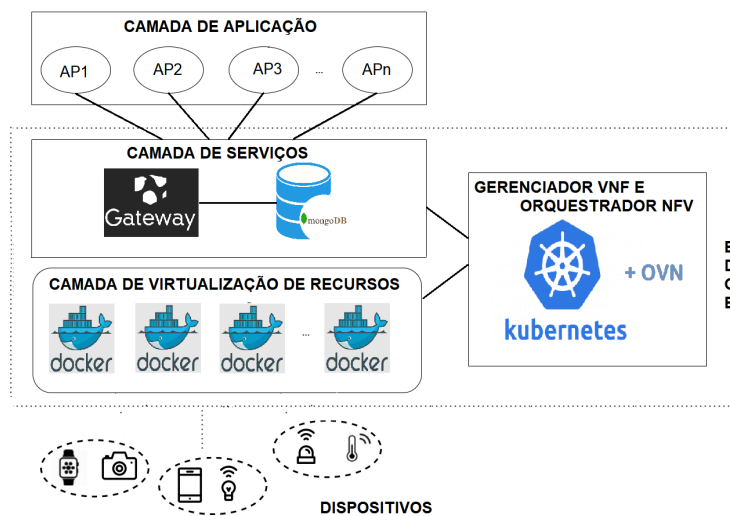 CAMADA DE APLICAÇÃO
AP1
AP2
AP3
...
APn
CAMADA DE SERVIÇOS
Gateway
mongoDB
GERENCIADOR VNF E
ORQUESTRADOR NFV
+ OVN
kubernetes
CAMADA DE VIRTUALIZAÇÃO DE RECURSOS
docker
docker
docker
...
docker
DISPOSITIVOS